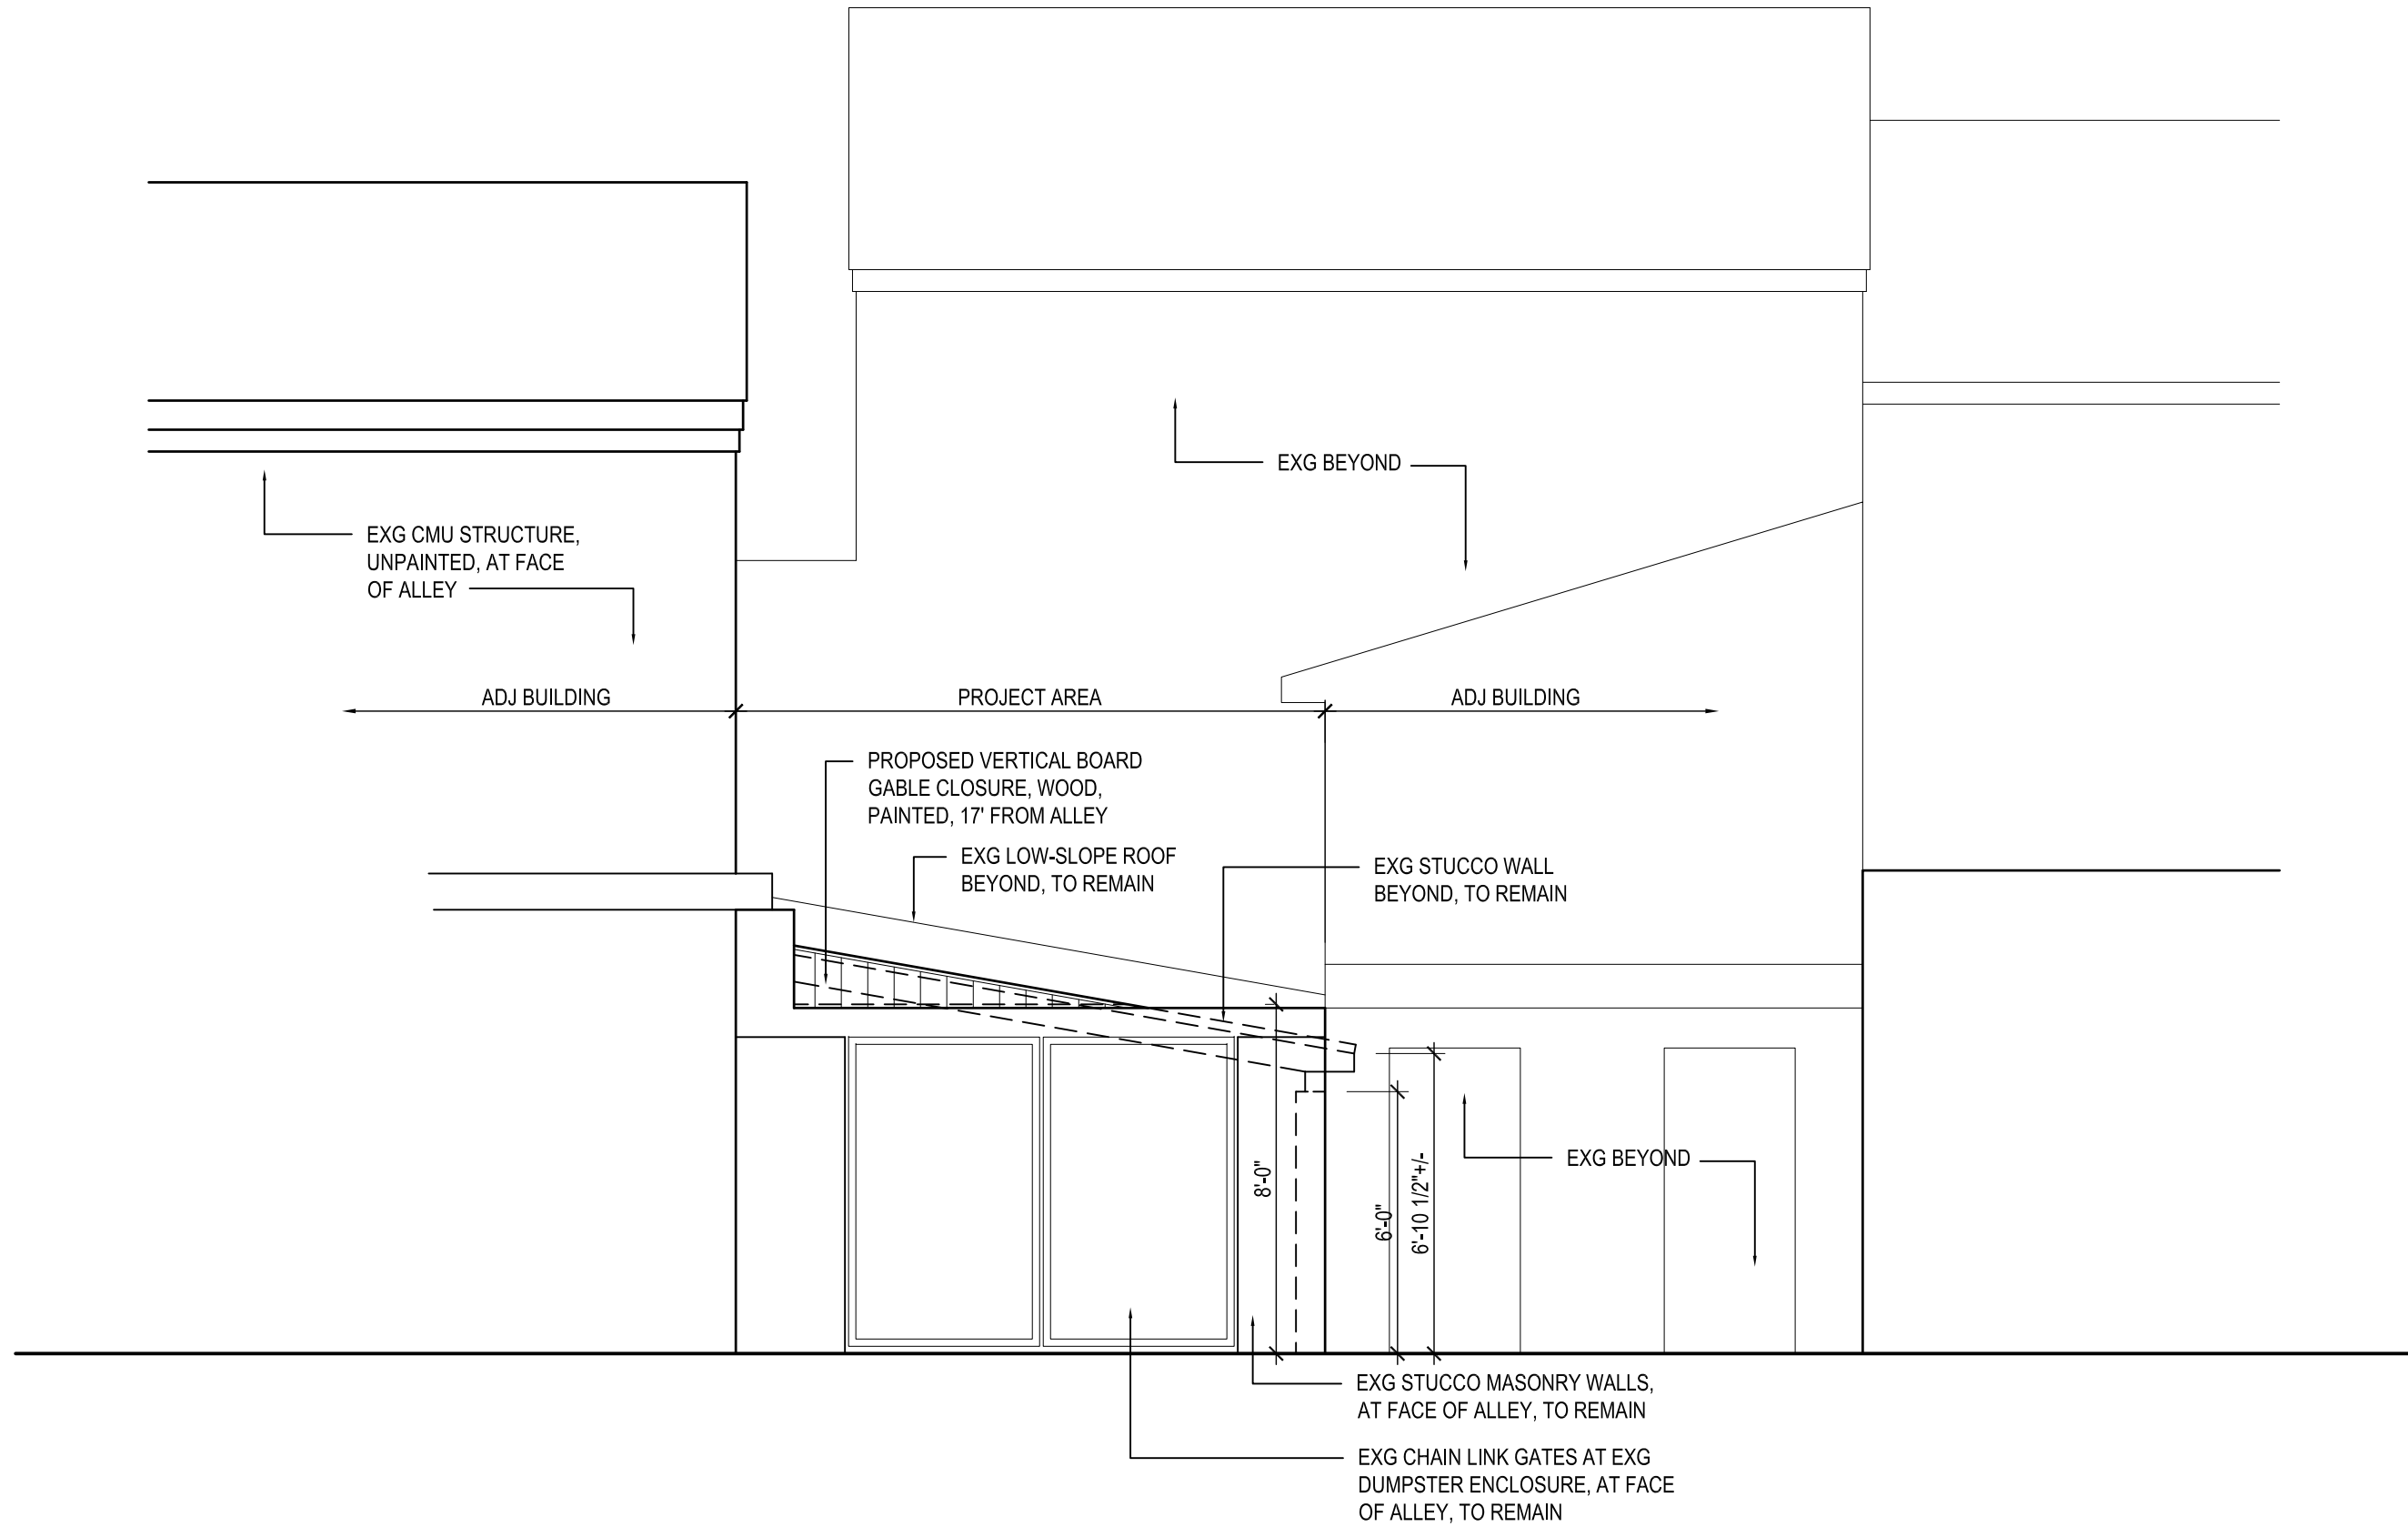 EXG BEYOND
EXG CMU STRUCTURE,
UNPAINTED, AT FACE
OF ALLEY
ADJ BUILDING
PROJECT AREA
ADJ BUILDING
PROPOSED VERTICAL BOARD
GABLE CLOSURE, WOOD,
PAINTED, 17' FROM ALLEY
EXG LOW-SLOPE ROOF
BEYOND, TO REMAIN
EXG STUCCO WALL
BEYOND, TO REMAIN
8'-0"
6'-0"
6'-10 1/2"+/-
EXG BEYOND
EXG STUCCO MASONRY WALLS,
AT FACE OF ALLEY, TO REMAIN
EXG CHAIN LINK GATES AT EXG
DUMPSTER ENCLOSURE, AT FACE
OF ALLEY, TO REMAIN